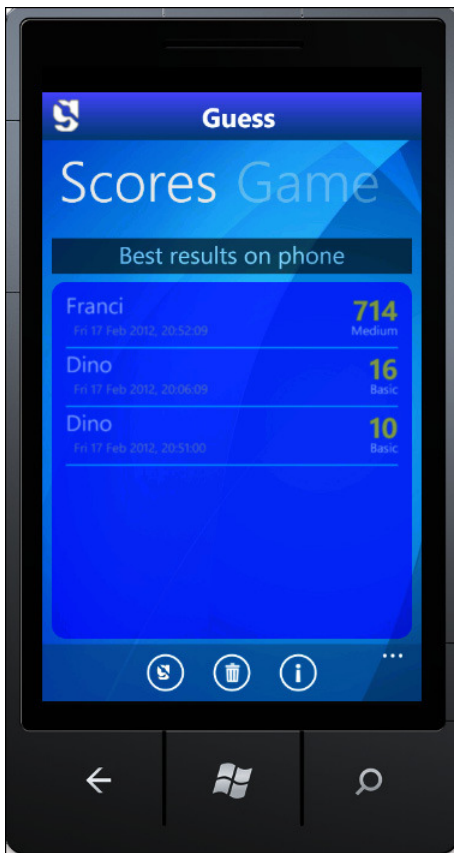 Guess
Scores Game
Best results on phone
Franci 714
Fri 17 Feb 2012, 20:52:09 Medium
Dino 16
Fri 17 Feb 2012, 20:06:09 Basic
Dino 10
Fri 17 Feb 2012, 20:51:00 Basic